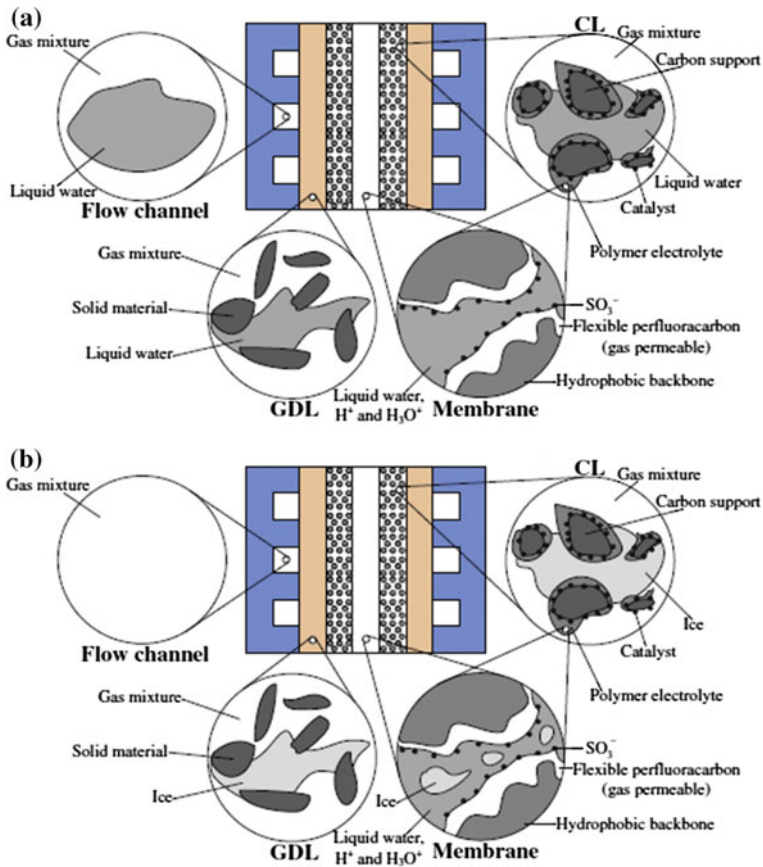 (a)
Gas mixture
Liquid water
Flow channel
CL
Gas mixture
Carbon support
Liquid water
Catalyst
Polymer electrolyte
Gas mixture
Solid material
Liquid water
GDL
SO₃⁻
Flexible perfluoracarbon
(gas permeable)
Hydrophobic backbone
Liquid water,
H⁺ and H₃O⁺
Membrane
(b)
Gas mixture
Flow channel
CL
Gas mixture
Carbon support
Ice
Catalyst
Polymer electrolyte
Gas mixture
Solid material
Ice
GDL
SO₃⁻
Flexible perfluoracarbon
(gas permeable)
Hydrophobic backbone
Ice
Liquid water,
H⁺ and H₃O⁺
Membrane